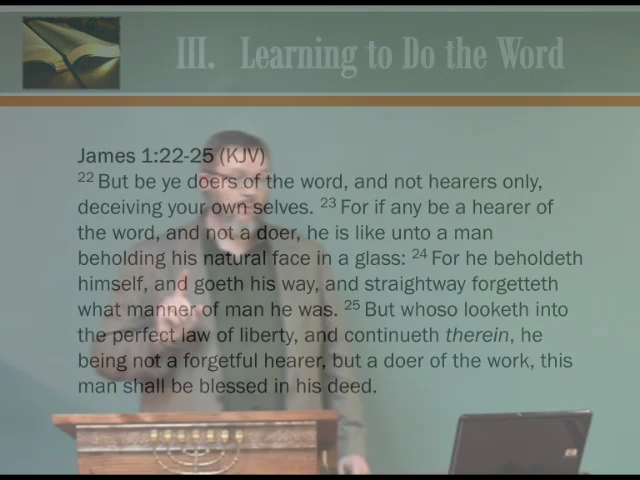 III. Learning to Do the Word
James 1:22-25 (KJV)
22 But be ye doers of the word, and not hearers only,
deceiving your own selves. 23 For if any be a hearer of
the word, and not a doer, he is like unto a man
beholding his natural face in a glass: 24 For he beholdeth
himself, and goeth his way, and straightway forgetteth
what manner of man he was. 25 But whoso looketh into
the perfect law of liberty, and continueth therein, he
being not a forgetful hearer, but a doer of the work, this
man shall be blessed in his deed.
hp